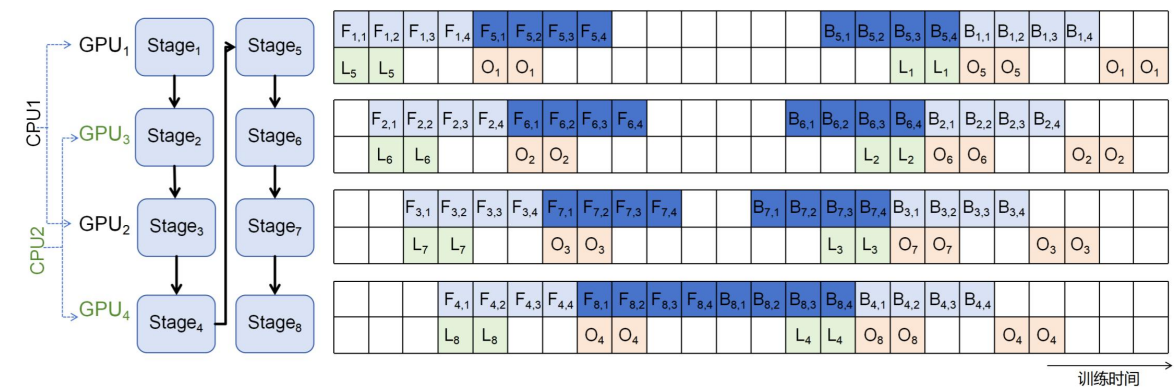 CPU1
CPU2
GPU₁ Stage₁ Stage₅
GPU₃ Stage₂ Stage₆
GPU₂ Stage₃ Stage₇
GPU₄ Stage₄ Stage₈
F₁,₁ F₁,₂ F₁,₃ F₁,₄ F₅,₁ F₅,₂ F₅,₃ F₅,₄ B₅,₁ B₅,₂ B₅,₃ B₅,₄ B₁,₁ B₁,₂ B₁,₃ B₁,₄
L₅ L₅ O₁ O₁ L₁ L₁ O₅ O₅ O₁ O₁
F₂,₁ F₂,₂ F₂,₃ F₂,₄ F₆,₁ F₆,₂ F₆,₃ F₆,₄ B₆,₁ B₆,₂ B₆,₃ B₆,₄ B₂,₁ B₂,₂ B₂,₃ B₂,₄
L₆ L₆ O₂ O₂ L₂ L₂ O₆ O₆ O₂ O₂
F₃,₁ F₃,₂ F₃,₃ F₃,₄ F₇,₁ F₇,₂ F₇,₃ F₇,₄ B₇,₁ B₇,₂ B₇,₃ B₇,₄ B₃,₁ B₃,₂ B₃,₃ B₃,₄
L₇ L₇ O₃ O₃ L₃ L₃ O₇ O₇ O₃ O₃
F₄,₁ F₄,₂ F₄,₃ F₄,₄ F₈,₁ F₈,₂ F₈,₃ F₈,₄ B₈,₁ B₈,₂ B₈,₃ B₈,₄ B₄,₁ B₄,₂ B₄,₃ B₄,₄
L₈ L₈ O₄ O₄ L₄ L₄ O₈ O₈ O₄ O₄
训练时间